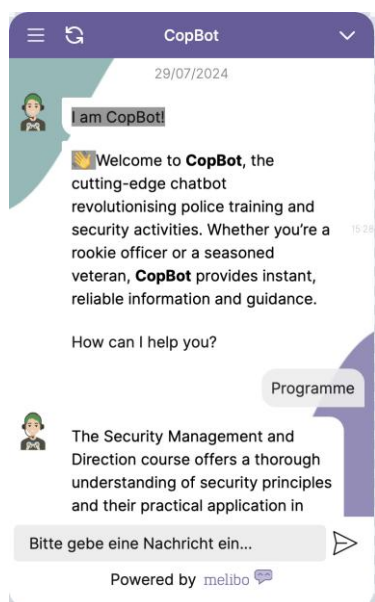 CopBot
29/07/2024
I am CopBot!
👋Welcome to CopBot, the
cutting-edge chatbot
revolutionising police training and
security activities. Whether you're a
rookie officer or a seasoned
veteran, CopBot provides instant,
reliable information and guidance.
15:28
How can I help you?
Programme
The Security Management and
Direction course offers a thorough
understanding of security principles
and their practical application in
Bitte gebe eine Nachricht ein...
Powered by melibo